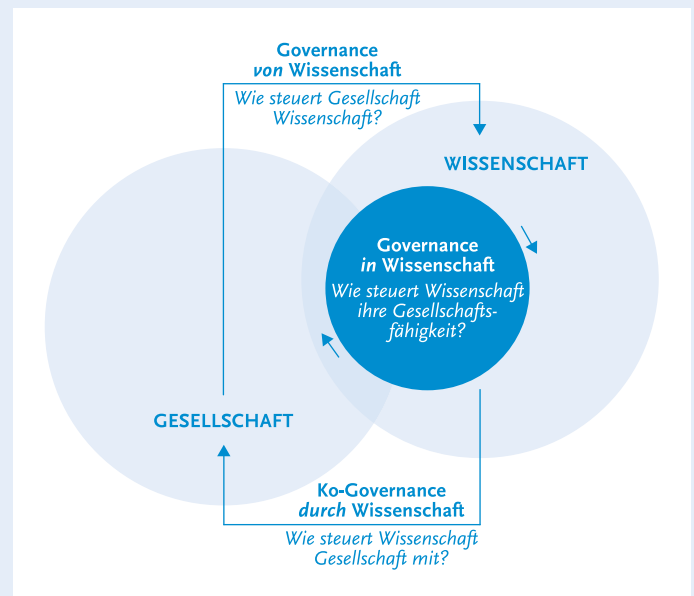 Governance
von Wissenschaft
Wie steuert Gesellschaft
Wissenschaft?
WISSENSCHAFT
Governance
in Wissenschaft
Wie steuert Wissenschaft
ihre Gesellschafts-
fähigkeit?
GESELLSCHAFT
Ko-Governance
durch Wissenschaft
Wie steuert Wissenschaft
Gesellschaft mit?